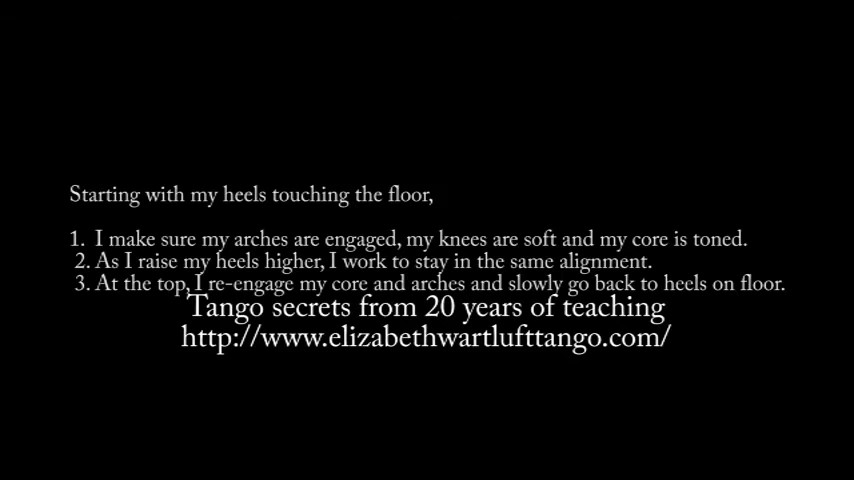 Starting with my heels touching the floor,
1. I make sure my arches are engaged, my knees are soft and my core is toned.
2. As I raise my heels higher, I work to stay in the same alignment.
3. At the top, I re-engage my core and arches and slowly go back to heels on floor.
Tango secrets from 20 years of teaching
http://www.elizabethwartlufttango.com/